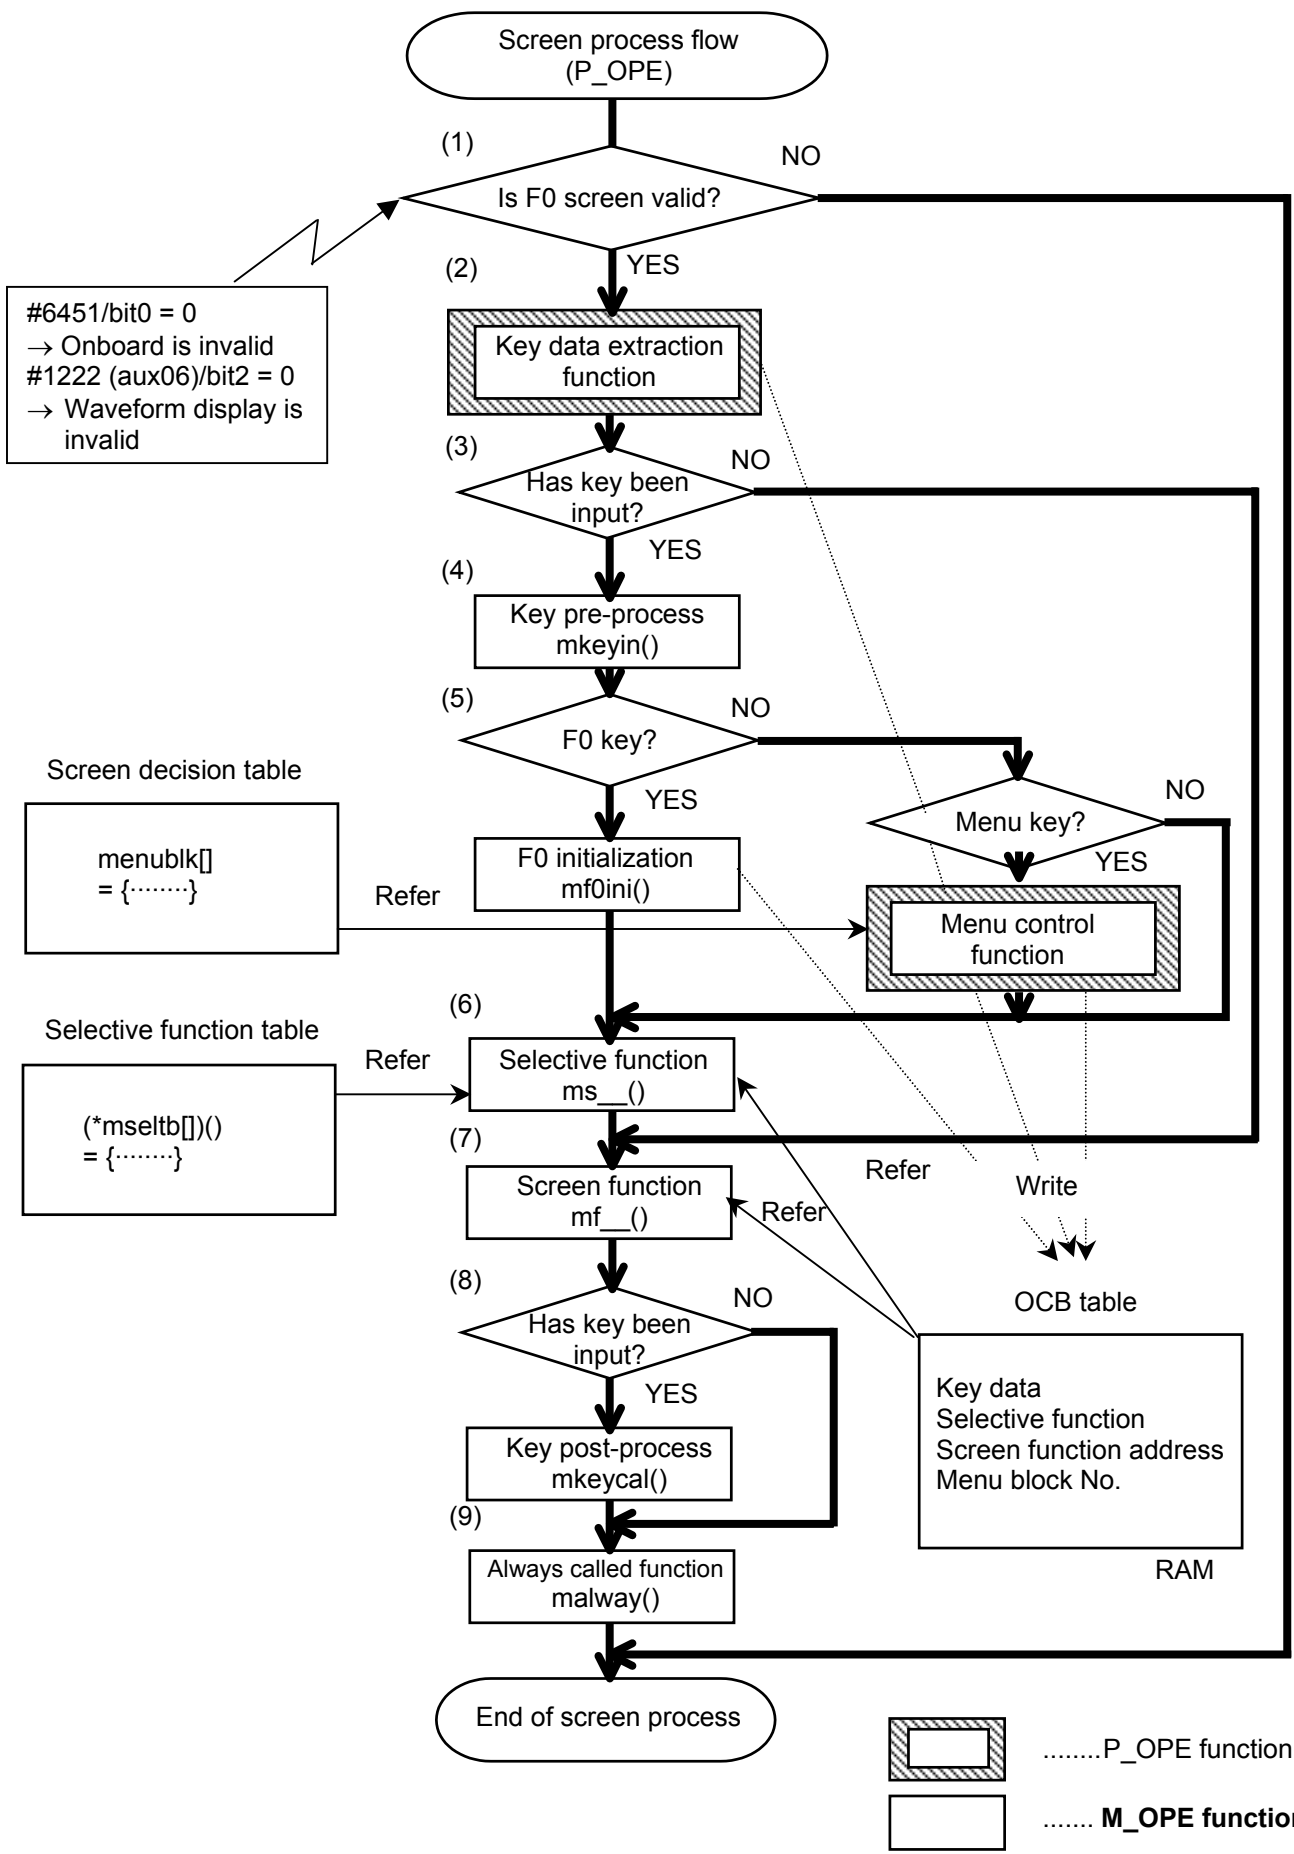 Screen process flow
(P_OPE)
(1)
NO
Is F0 screen valid?
(2)
YES
#6451/bit0 = 0
→ Onboard is invalid
#1222 (aux06)/bit2 = 0
→ Waveform display is
invalid
Key data extraction
function
(3)
NO
Has key been
input?
YES
(4)
Key pre-process
mkeyin()
(5)
NO
F0 key?
YES
Screen decision table
menublk[]
= {········}
Refer
F0 initialization
mf0ini()
Menu key?
NO
YES
Menu control
function
(6)
Selective function table
(*mseltb[])()
= {········}
Refer
Selective function
ms__()
(7)
Screen function
mf__()
Refer
Refer
Write
(8)
NO
Has key been
input?
YES
OCB table
Key data
Selective function
Screen function address
Menu block No.
RAM
Key post-process
mkeycal()
(9)
Always called function
malway()
End of screen process
........P_OPE function
....... M_OPE function